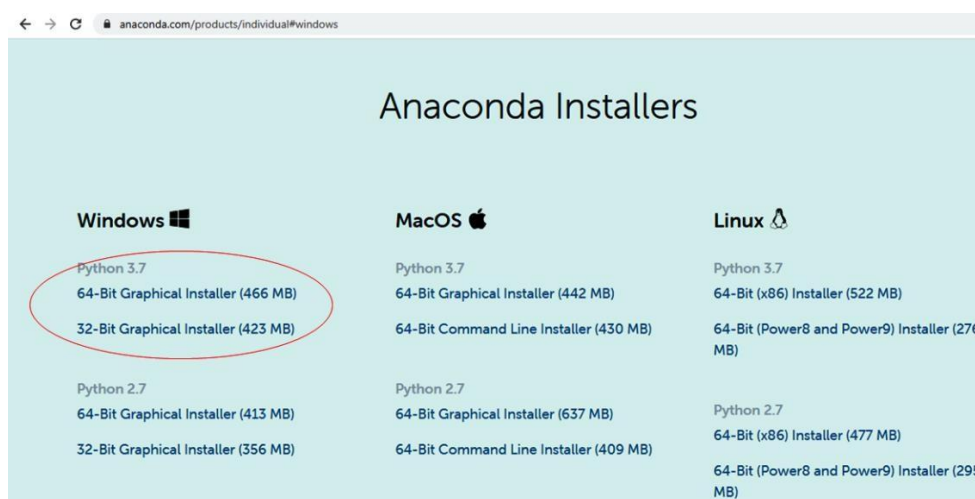 anaconda.com/products/individual#windows
Anaconda Installers
Windows
Python 3.7
64-Bit Graphical Installer (466 MB)
32-Bit Graphical Installer (423 MB)
Python 2.7
64-Bit Graphical Installer (413 MB)
32-Bit Graphical Installer (356 MB)
MacOS
Python 3.7
64-Bit Graphical Installer (442 MB)
64-Bit Command Line Installer (430 MB)
Python 2.7
64-Bit Graphical Installer (637 MB)
64-Bit Command Line Installer (409 MB)
Linux
Python 3.7
64-Bit (x86) Installer (522 MB)
64-Bit (Power8 and Power9) Installer (276
MB)
Python 2.7
64-Bit (x86) Installer (477 MB)
64-Bit (Power8 and Power9) Installer (295
MB)